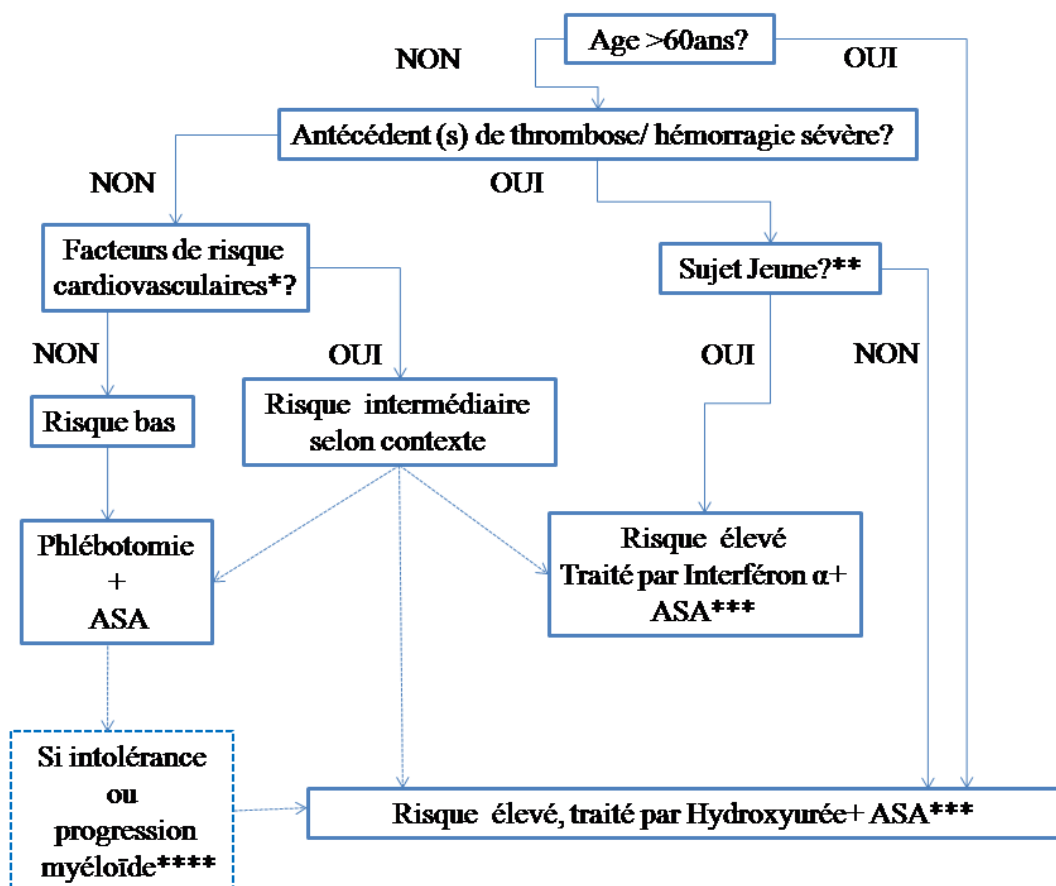 Age >60ans?
NON
OUI
Antécédent (s) de thrombose/ hémorragie sévère?
NON
OUI
Facteurs de risque
cardiovasculaires*?
Sujet Jeune?**
NON
OUI
OUI
NON
Risque bas
Risque intermédiaire
selon contexte
Phlébotomie
+
ASA
Risque élevé
Traité par Interféron α+
ASA***
Si intolérance
ou
progression
myéloïde****
Risque élevé, traité par Hydroxyurée+ ASA***